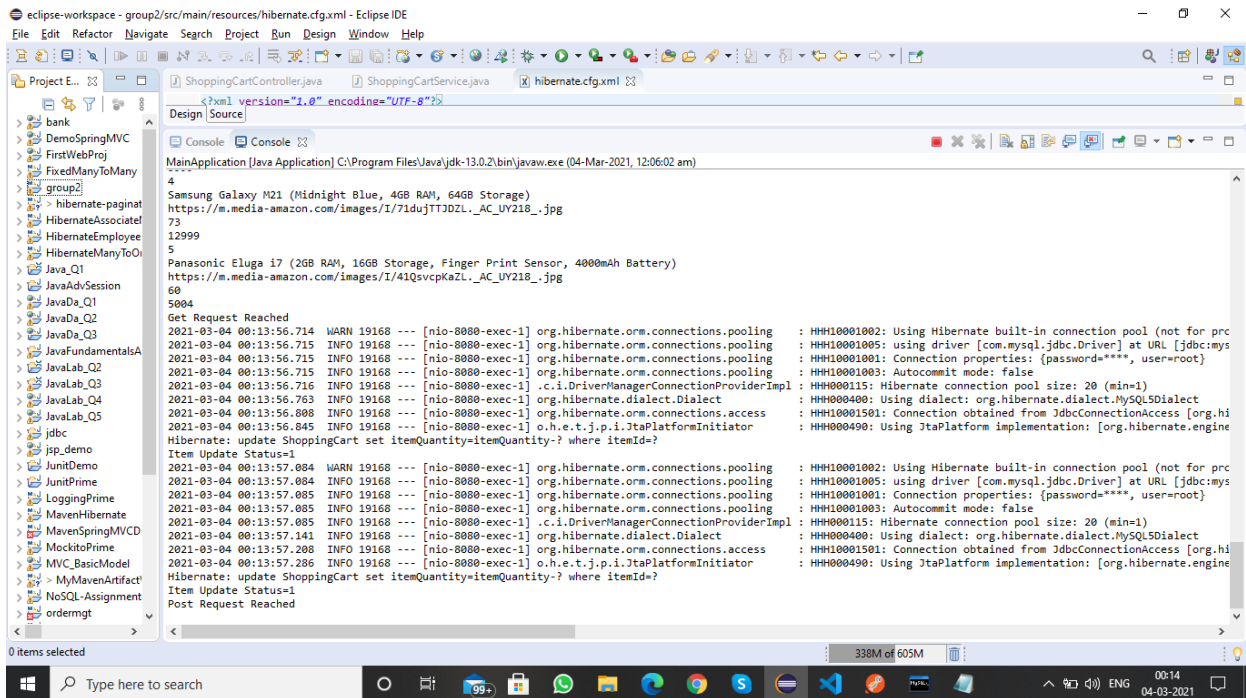 eclipse-workspace - group2/src/main/resources/hibernate.cfg.xml - Eclipse IDE
File Edit Refactor Navigate Search Project Run Design Window Help
Project E...
ShoppingCartController.java ShoppingCartService.java hibernate.cfg.xml
<?xml version="1.0" encoding="UTF-8"?>
Design Source
Console Console
MainApplication [Java Application] C:\Program Files\Java\jdk-13.0.2\bin\javaw.exe (04-Mar-2021, 12:06:02 am)
bank
DemoSpringMVC
FirstWebProj
FixedManyToMany
group2
> hibernate-paginat
HibernateAssociate
HibernateEmployee
HibernateManyToO
Java_Q1
JavaAdvSession
JavaDa_Q1
JavaDa_Q2
JavaDa_Q3
JavaFundamentalsA
JavaLab_Q2
JavaLab_Q3
JavaLab_Q4
JavaLab_Q5
jdbc
jsp_demo
JunitDemo
JunitPrime
LoggingPrime
MavenHibernate
MavenSpringMVCD
MockitoPrime
MVC_BasicModel
> MyMavenArtifact
NoSQL-Assignment
ordermgt
4
Samsung Galaxy M21 (Midnight Blue, 4GB RAM, 64GB Storage)
https://m.media-amazon.com/images/I/71dujTTJDZL._AC_UY218_.jpg
73
12999
5
Panasonic Eluga i7 (2GB RAM, 16GB Storage, Finger Print Sensor, 4000mAh Battery)
https://m.media-amazon.com/images/I/41QsvcpKaZL._AC_UY218_.jpg
60
5004
Get Request Reached
2021-03-04 00:13:56.714 WARN 19168 --- [nio-8080-exec-1] org.hibernate.orm.connections.pooling : HHH10001002: Using Hibernate built-in connection pool (not for pro
2021-03-04 00:13:56.715 INFO 19168 --- [nio-8080-exec-1] org.hibernate.orm.connections.pooling : HHH10001005: using driver [com.mysql.jdbc.Driver] at URL [jdbc:mys
2021-03-04 00:13:56.715 INFO 19168 --- [nio-8080-exec-1] org.hibernate.orm.connections.pooling : HHH10001001: Connection properties: {password=****, user=root}
2021-03-04 00:13:56.716 INFO 19168 --- [nio-8080-exec-1] org.hibernate.orm.connections.pooling : HHH10001003: Autocommit mode: false
2021-03-04 00:13:56.716 INFO 19168 --- [nio-8080-exec-1] .c.i.DriverManagerConnectionProviderImpl : HHH000115: Hibernate connection pool size: 20 (min=1)
2021-03-04 00:13:56.763 INFO 19168 --- [nio-8080-exec-1] org.hibernate.dialect.Dialect : HHH000400: Using dialect: org.hibernate.dialect.MySQL5Dialect
2021-03-04 00:13:56.808 INFO 19168 --- [nio-8080-exec-1] org.hibernate.orm.connections.access : HHH10001501: Connection obtained from JdbcConnectionAccess [org.hi
2021-03-04 00:13:56.845 INFO 19168 --- [nio-8080-exec-1] o.h.e.t.j.p.i.JtaPlatformInitiator : HHH000490: Using JtaPlatform implementation: [org.hibernate.engine
Hibernate: update ShoppingCart set itemQuantity=itemQuantity-? where itemId=?
Item Update Status=1
2021-03-04 00:13:57.084 WARN 19168 --- [nio-8080-exec-1] org.hibernate.orm.connections.pooling : HHH10001002: Using Hibernate built-in connection pool (not for pro
2021-03-04 00:13:57.084 INFO 19168 --- [nio-8080-exec-1] org.hibernate.orm.connections.pooling : HHH10001005: using driver [com.mysql.jdbc.Driver] at URL [jdbc:mys
2021-03-04 00:13:57.085 INFO 19168 --- [nio-8080-exec-1] org.hibernate.orm.connections.pooling : HHH10001001: Connection properties: {password=****, user=root}
2021-03-04 00:13:57.085 INFO 19168 --- [nio-8080-exec-1] org.hibernate.orm.connections.pooling : HHH10001003: Autocommit mode: false
2021-03-04 00:13:57.085 INFO 19168 --- [nio-8080-exec-1] .c.i.DriverManagerConnectionProviderImpl : HHH000115: Hibernate connection pool size: 20 (min=1)
2021-03-04 00:13:57.141 INFO 19168 --- [nio-8080-exec-1] org.hibernate.dialect.Dialect : HHH000400: Using dialect: org.hibernate.dialect.MySQL5Dialect
2021-03-04 00:13:57.208 INFO 19168 --- [nio-8080-exec-1] org.hibernate.orm.connections.access : HHH10001501: Connection obtained from JdbcConnectionAccess [org.hi
2021-03-04 00:13:57.286 INFO 19168 --- [nio-8080-exec-1] o.h.e.t.j.p.i.JtaPlatformInitiator : HHH000490: Using JtaPlatform implementation: [org.hibernate.engine
Hibernate: update ShoppingCart set itemQuantity=itemQuantity-? where itemId=?
Item Update Status=1
Post Request Reached
0 items selected
338M of 605M
Type here to search
99+
ENG
00:14
04-03-2021